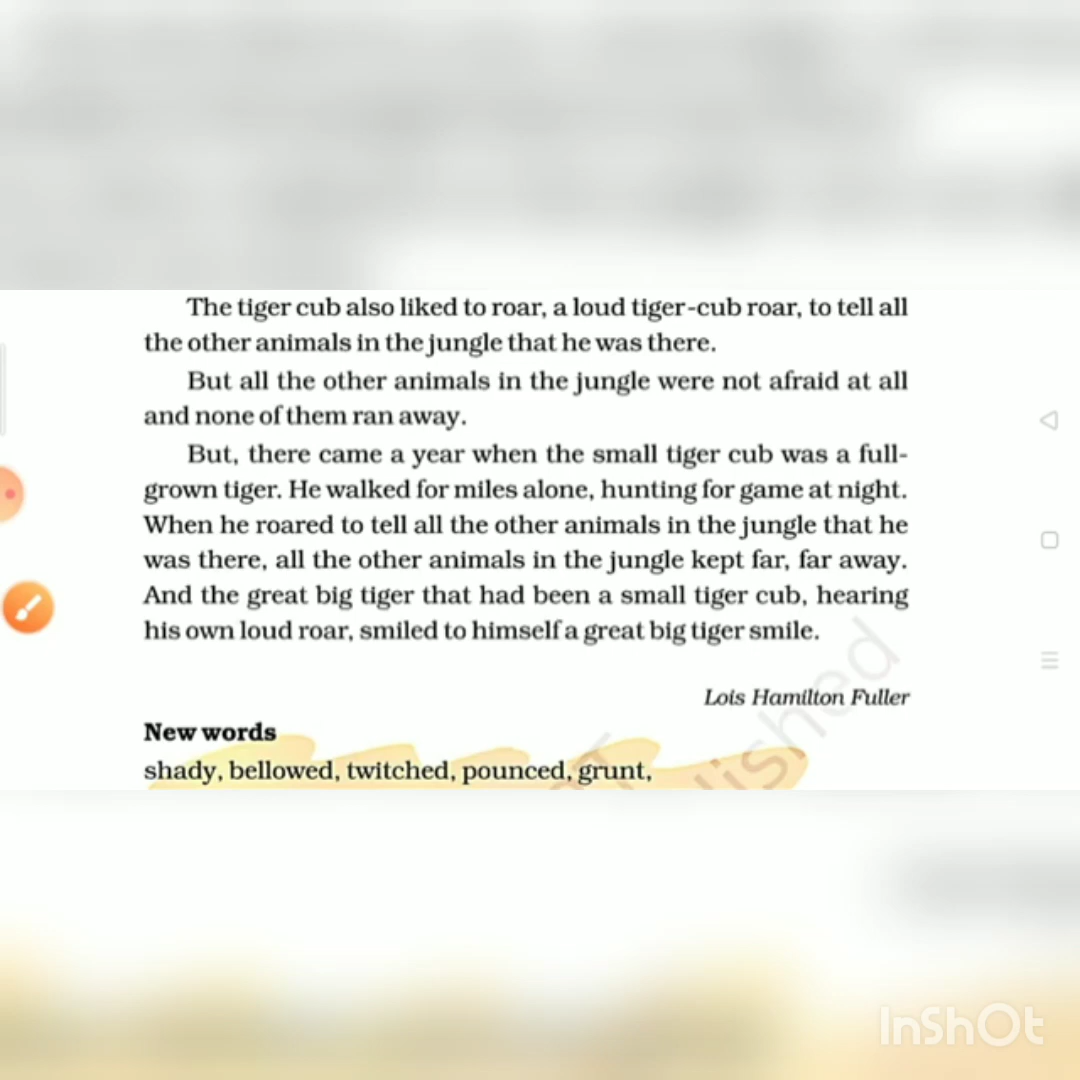 The tiger cub also liked to roar, a loud tiger-cub roar, to tell all
the other animals in the jungle that he was there.
But all the other animals in the jungle were not afraid at all
and none of them ran away.
But, there came a year when the small tiger cub was a full-
grown tiger. He walked for miles alone, hunting for game at night.
When he roared to tell all the other animals in the jungle that he
was there, all the other animals in the jungle kept far, far away.
And the great big tiger that had been a small tiger cub, hearing
his own loud roar, smiled to himself a great big tiger smile.
Lois Hamilton Fuller
New words
shady, bellowed, twitched, pounced, grunt,
InShOt